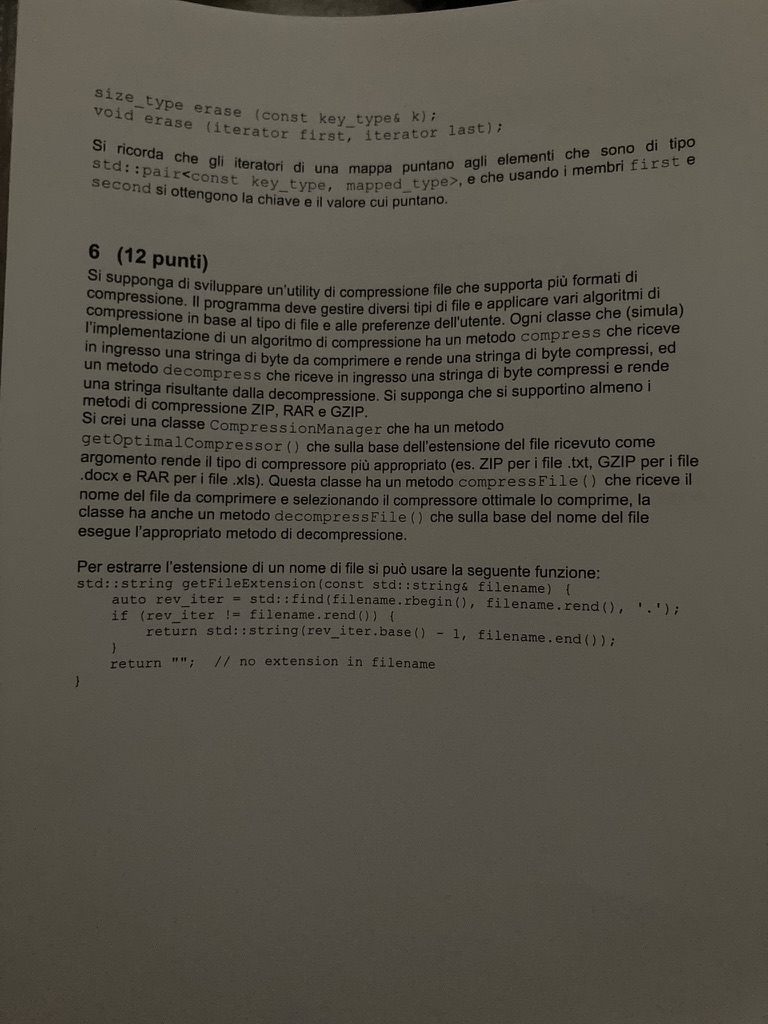 size_type erase (const key_type& k);
void erase (iterator first, iterator last);
Si ricorda che gli iteratori di una mappa puntano agli elementi che sono di tipo
std::pair<const key_type, mapped_type>, e che usando i membri first e
second si ottengono la chiave e il valore cui puntano.
6 (12 punti)
Si supponga di sviluppare un'utility di compressione file che supporta più formati di
compressione. Il programma deve gestire diversi tipi di file e applicare vari algoritmi di
compressione in base al tipo di file e alle preferenze dell'utente. Ogni classe che (simula)
l'implementazione di un algoritmo di compressione ha un metodo compress che riceve
in ingresso una stringa di byte da comprimere e rende una stringa di byte compressi, ed
un metodo decompress che riceve in ingresso una stringa di byte compressi e rende
una stringa risultante dalla decompressione. Si supponga che si supportino almeno i
metodi di compressione ZIP, RAR e GZIP.
Si crei una classe CompressionManager che ha un metodo
getOptimalCompressor() che sulla base dell'estensione del file ricevuto come
argomento rende il tipo di compressore più appropriato (es. ZIP per i file .txt, GZIP per i file
.docx e RAR per i file .xls). Questa classe ha un metodo compressFile() che riceve il
nome del file da comprimere e selezionando il compressore ottimale lo comprime, la
classe ha anche un metodo decompressFile() che sulla base del nome del file
esegue l'appropriato metodo di decompressione.
Per estrarre l'estensione di un nome di file si può usare la seguente funzione:
std::string getFileExtension(const std::string& filename) {
    auto rev_iter = std::find(filename.rbegin(), filename.rend(), '.');
    if (rev_iter != filename.rend()) {
        return std::string(rev_iter.base() - 1, filename.end());
    }
    return ""; // no extension in filename
}